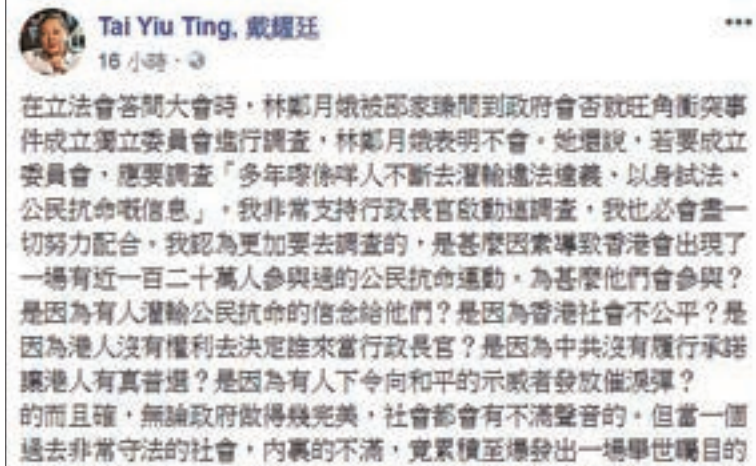 Tai Yiu Ting, 戴耀廷
16 小時
在立法會答問大會時，林鄭月娥被邵家臻問到政府會否就旺角衝突事
件成立獨立委員會進行調查，林鄭月娥表明不會。她還說，若要成立
委員會，應要調查「多年嚟係咩人不斷去灌輸違法達義、以身試法、
公民抗命嘅信息」。我非常支持行政長官啟動這調查，我也必會盡一
切努力配合。我認為更加要去調查的，是甚麼因素導致香港會出現了
一場有近一百二十萬人參與過的公民抗命運動。為甚麼他們會參與？
是因為有人灌輸公民抗命的信念給他們？是因為香港社會不公平？是
因為港人沒有權利去決定誰來當行政長官？是因為中共沒有履行承諾
讓港人有真普選？是因為有人下令向和平的示威者發放催淚彈？
的而且確，無論政府做得幾完美，社會都會有不滿聲音的。但當一個
過去非常守法的社會，內裏的不滿，竟累積至爆發出一場舉世矚目的